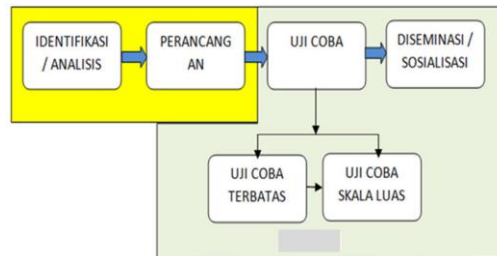 IDENTIFIKASI
/ ANALISIS
PERANCANG
AN
UJI COBA
DISEMINASI /
SOSIALISASI
UJI COBA
TERBATAS
UJI COBA
SKALA LUAS